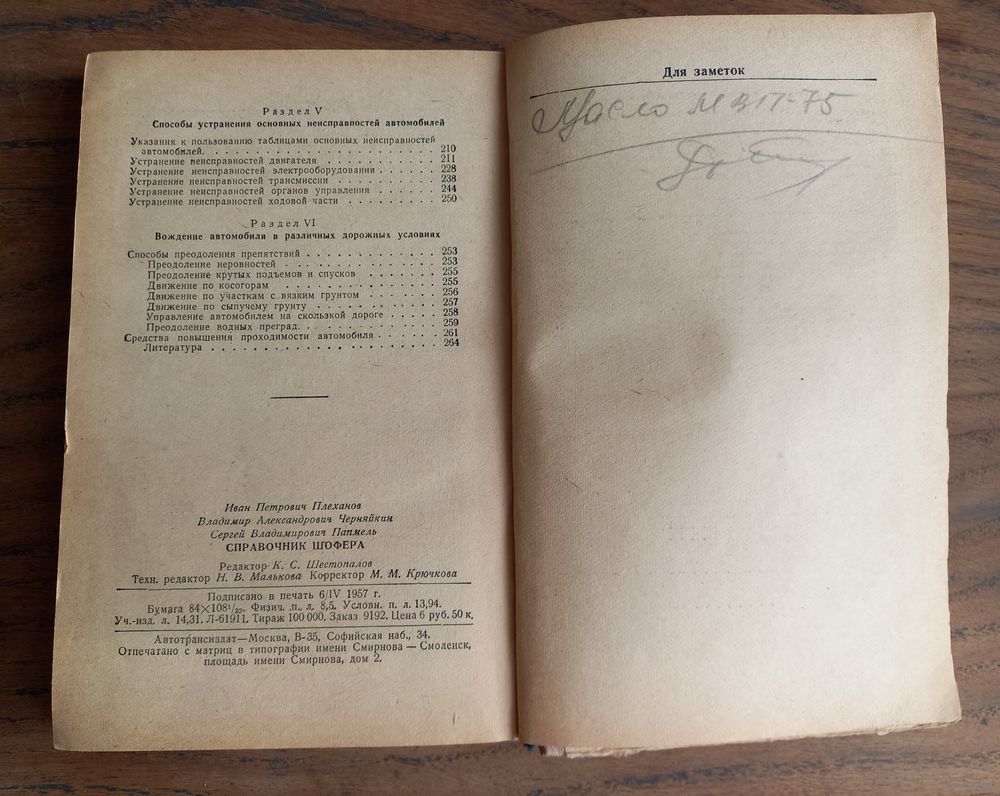 Раздел V
Способы устранения основных неисправностей автомобилей
Указания к пользованию таблицами основных неисправностей
автомобилей. . . . . . . . . . . . . . . . . . . . 210
Устранение неисправностей двигателя . . . . . . . . . . . 211
Устранение неисправностей электрооборудования . . . . . . 228
Устранение неисправностей трансмиссии . . . . . . . . . . 238
Устранение неисправностей органов управления . . . . . . . 244
Устранение неисправностей ходовой части . . . . . . . . . 250
Раздел VI
Вождение автомобиля в различных дорожных условиях
Способы преодоления препятствий . . . . . . . . . . . . . 253
Преодоление неровностей . . . . . . . . . . . . . . . 253
Преодоление крутых подъемов и спусков . . . . . . . . 255
Движение по косогорам . . . . . . . . . . . . . . . 255
Движение по участкам с вязким грунтом . . . . . . . . 256
Движение по сыпучему грунту . . . . . . . . . . . . . 257
Управление автомобилем на скользкой дороге . . . . . 258
Преодоление водных преград. . . . . . . . . . . . . . 259
Средства повышения проходимости автомобиля . . . . . . . 261
Литература . . . . . . . . . . . . . . . . . . . . 264
Иван Петрович Плеханов
Владимир Александрович Черняйкин
Сергей Владимирович Папмель
СПРАВОЧНИК ШОФЕРА
Редактор К. С. Шестопалов
Техн. редактор Н. В. Малькова Корректор М. М. Крючкова
Подписано в печать 6/IV 1957 г.
Бумага 84×108¹/₃₂. Физич. п. л. 8,5. Условн. п. л. 13,94.
Уч.-изд. л. 14,31. Л-61911. Тираж 100 000. Заказ 9192. Цена 6 руб. 50 к.
Автотрансиздат—Москва, В-35, Софийская наб., 34.
Отпечатано с матриц в типографии имени Смирнова — Смоленск,
площадь имени Смирнова, дом 2.
Для заметок
Масло МВП-75